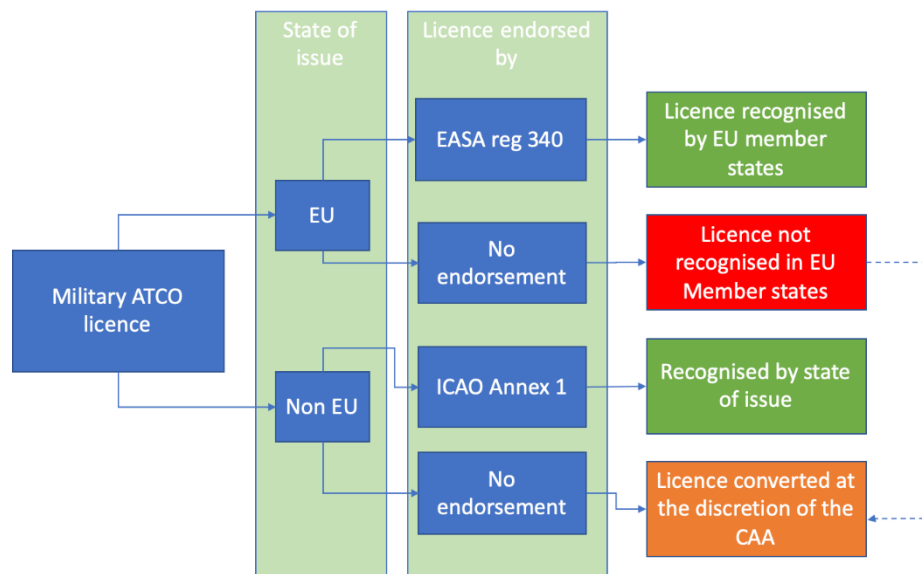 State of
issue
Licence endorsed
by
EASA reg 340
Licence recognised
by EU member
states
EU
No
endorsement
Licence not
recognised in EU
Member states
Military ATCO
licence
Non EU
ICAO Annex 1
Recognised by state
of issue
No
endorsement
Licence converted at
the discretion of the
CAA